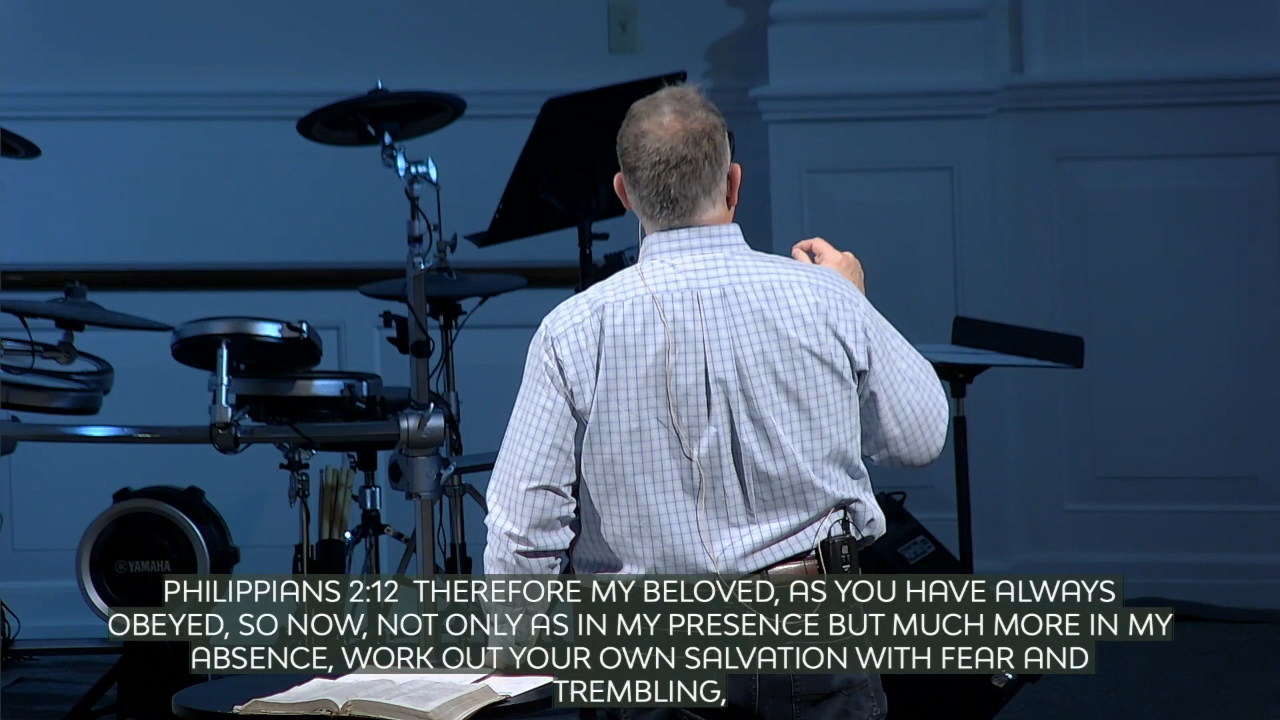 YAMAHA
PHILIPPIANS 2:12 THEREFORE MY BELOVED, AS YOU HAVE ALWAYS
OBEYED, SO NOW, NOT ONLY AS IN MY PRESENCE BUT MUCH MORE IN MY
ABSENCE, WORK OUT YOUR OWN SALVATION WITH FEAR AND
TREMBLING,